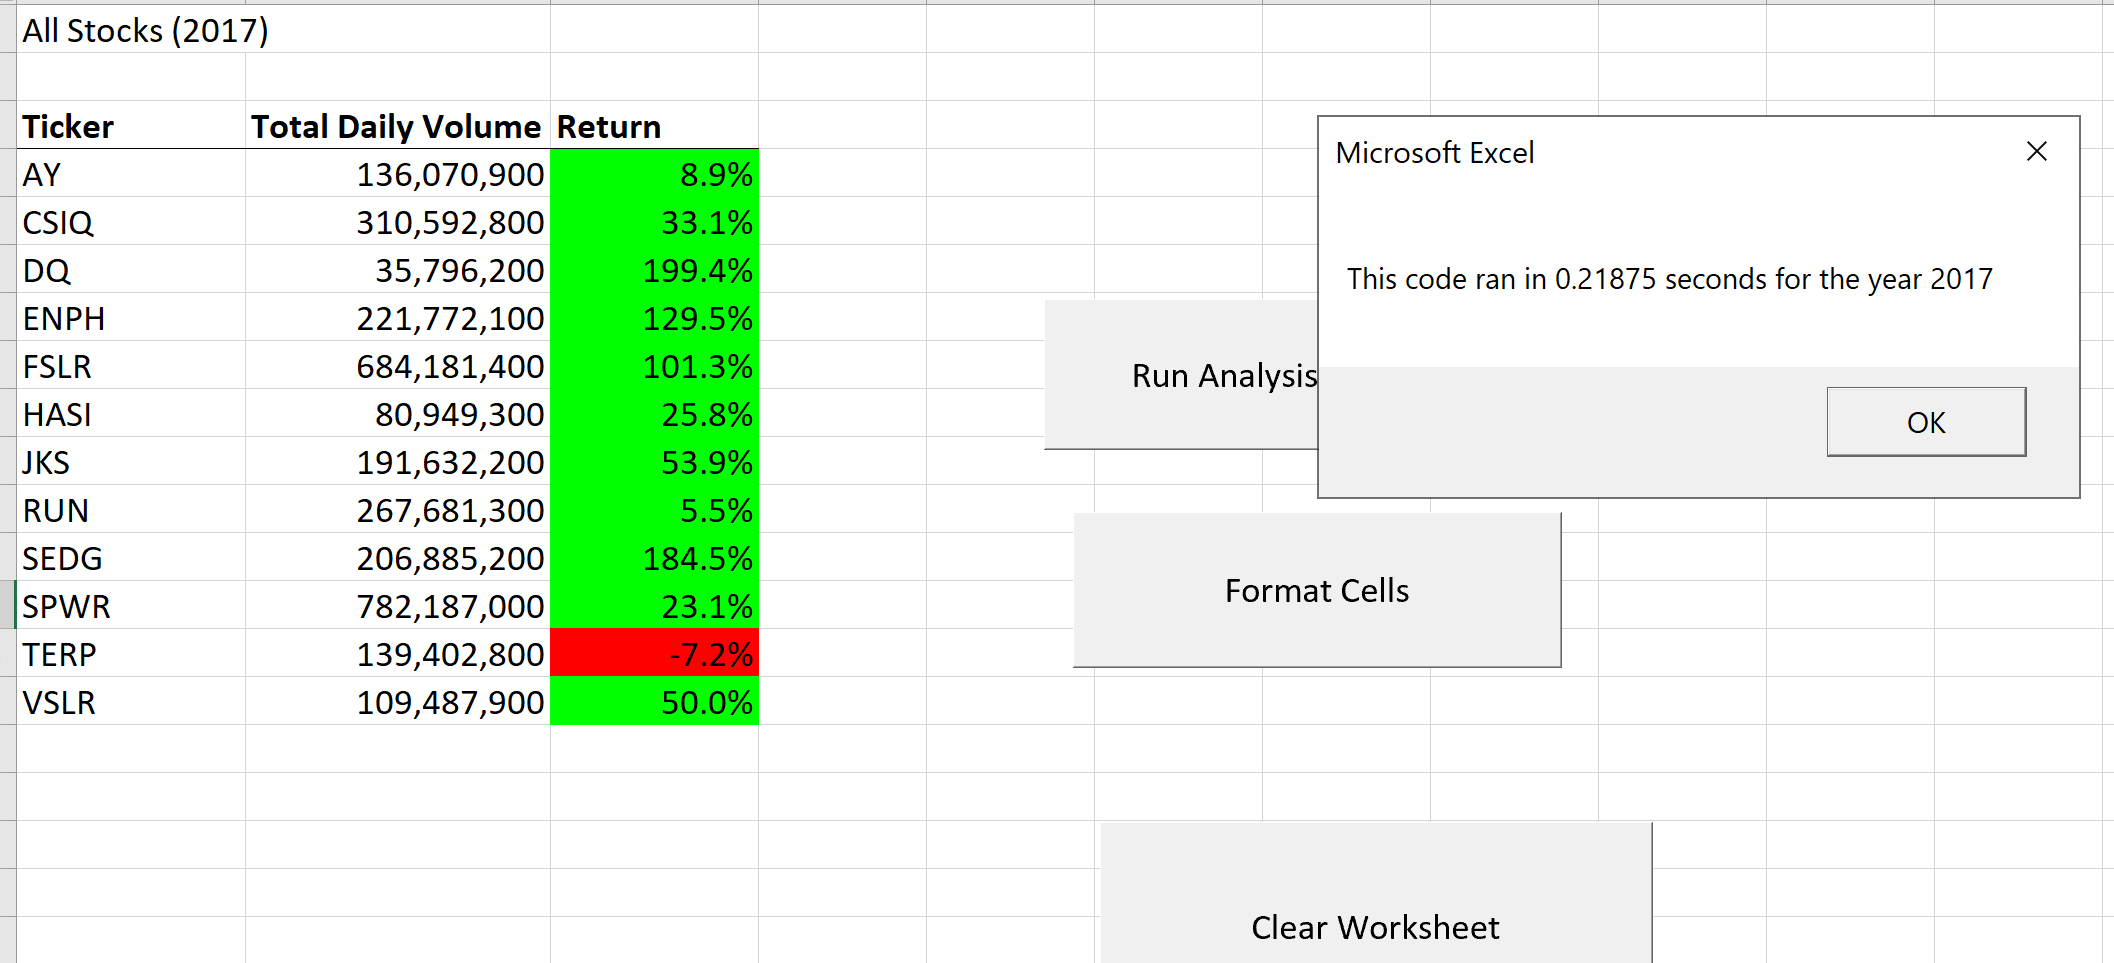 All Stocks (2017)
Ticker Total Daily Volume Return
AY 136,070,900 8.9%
CSIQ 310,592,800 33.1%
DQ 35,796,200 199.4%
ENPH 221,772,100 129.5%
FSLR 684,181,400 101.3%
HASI 80,949,300 25.8%
JKS 191,632,200 53.9%
RUN 267,681,300 5.5%
SEDG 206,885,200 184.5%
SPWR 782,187,000 23.1%
TERP 139,402,800 -7.2%
VSLR 109,487,900 50.0%
Microsoft Excel
This code ran in 0.21875 seconds for the year 2017
OK
Run Analysis
Format Cells
Clear Worksheet